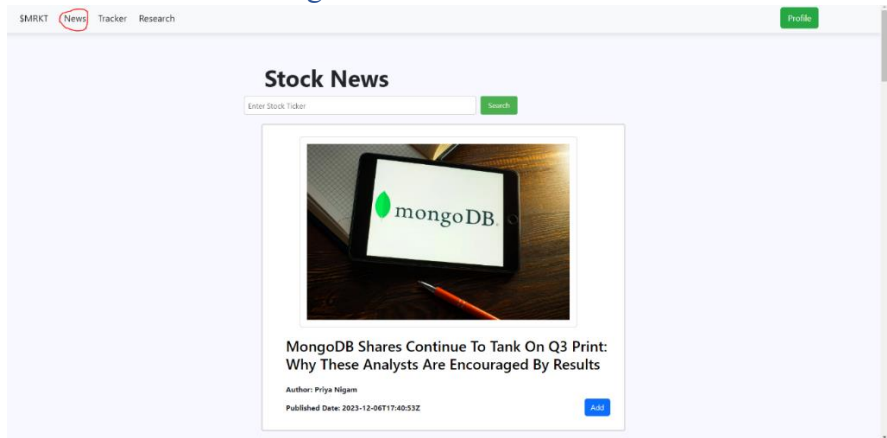 $MRKT News Tracker Research Profile
Stock News
Enter Stock Ticker Search
mongoDB.
MongoDB Shares Continue To Tank On Q3 Print:
Why These Analysts Are Encouraged By Results
Author: Priya Nigam
Published Date: 2023-12-06T17:40:53Z Add